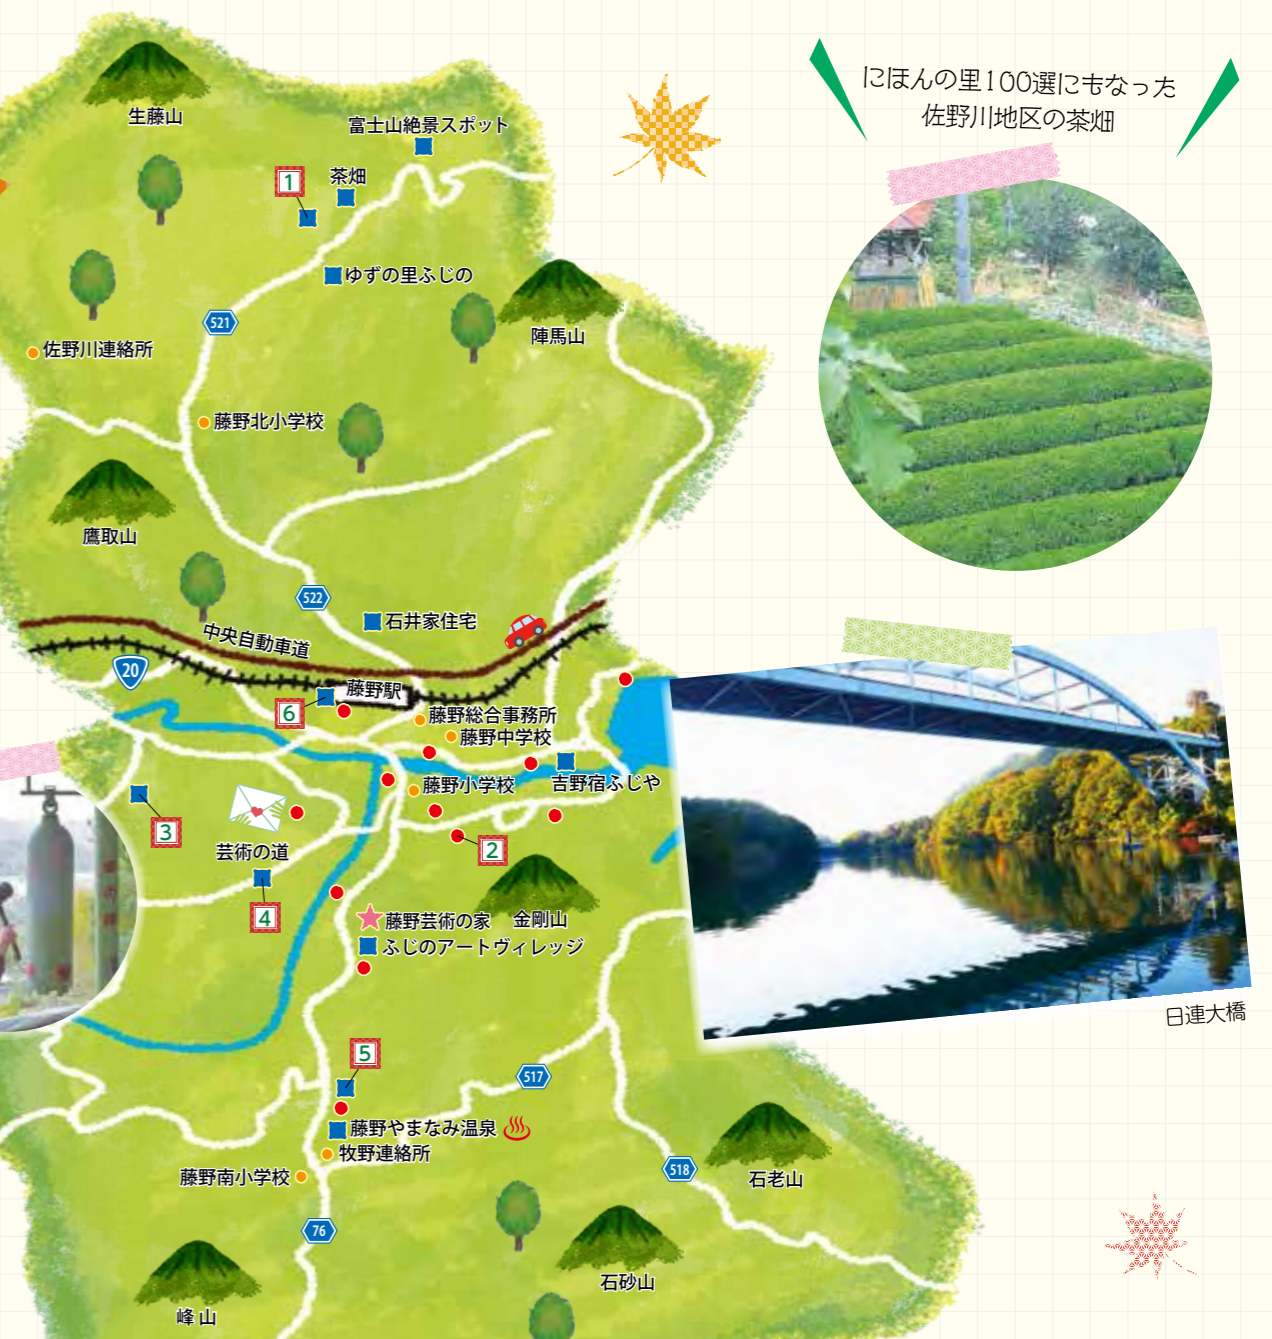 にほんの里100選にもなった
佐野川地区の茶畑
生藤山
富士山絶景スポット
1
茶畑
ゆずの里ふじの
521
陣馬山
佐野川連絡所
藤野北小学校
鷹取山
522
石井家住宅
中央自動車道
20
藤野駅
6
藤野総合事務所
藤野中学校
藤野小学校
吉野宿ふじや
3
2
芸術の道
4
藤野芸術の家
金剛山
ふじのアートヴィレッジ
日連大橋
5
517
藤野やまなみ温泉
牧野連絡所
藤野南小学校
518
石老山
76
石砂山
峰山